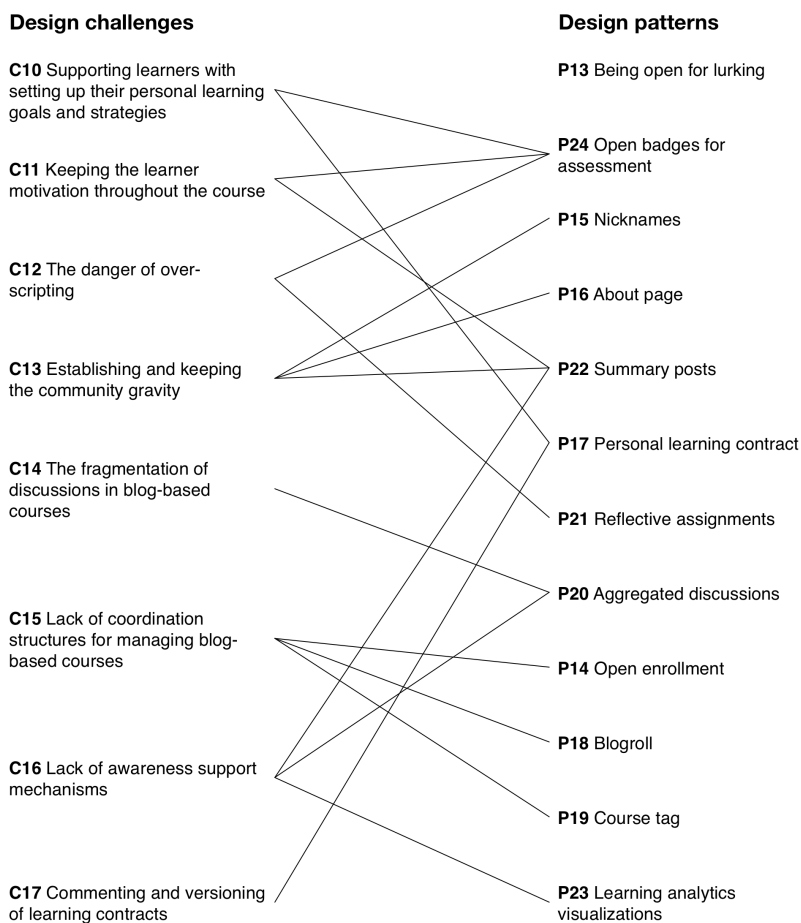 Design challenges
C10 Supporting learners with
setting up their personal learning
goals and strategies
C11 Keeping the learner
motivation throughout the course
C12 The danger of over-
scripting
C13 Establishing and keeping
the community gravity
C14 The fragmentation of
discussions in blog-based
courses
C15 Lack of coordination
structures for managing blog-
based courses
C16 Lack of awareness support
mechanisms
C17 Commenting and versioning
of learning contracts
Design patterns
P13 Being open for lurking
P24 Open badges for
assessment
P15 Nicknames
P16 About page
P22 Summary posts
P17 Personal learning contract
P21 Reflective assignments
P20 Aggregated discussions
P14 Open enrollment
P18 Blogroll
P19 Course tag
P23 Learning analytics
visualizations